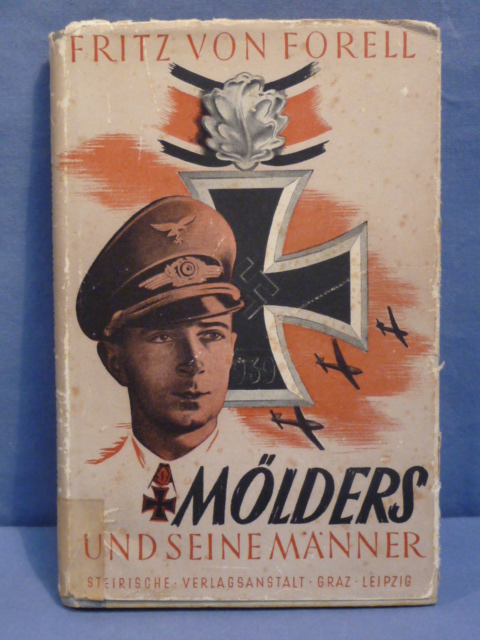 FRITZ VON FORELL
1939
MÖLDERS
UND SEINE MÄNNER
STEIRISCHE · VERLAGSANSTALT · GRAZ · LEIPZIG